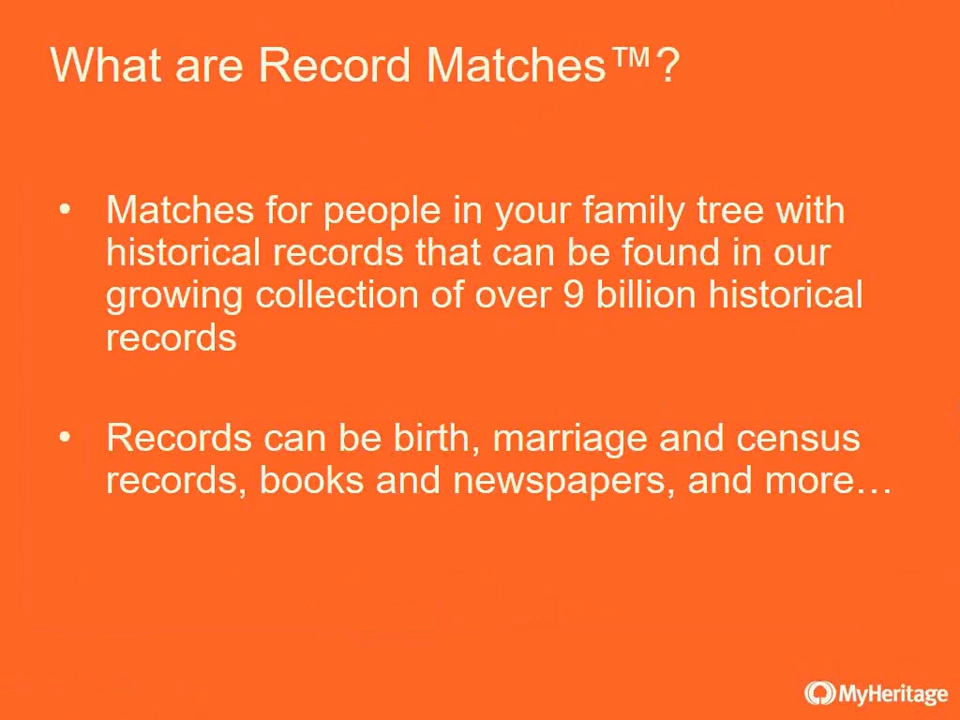 What are Record Matches™?
• Matches for people in your family tree with
historical records that can be found in our
growing collection of over 9 billion historical
records
• Records can be birth, marriage and census
records, books and newspapers, and more…
MyHeritage